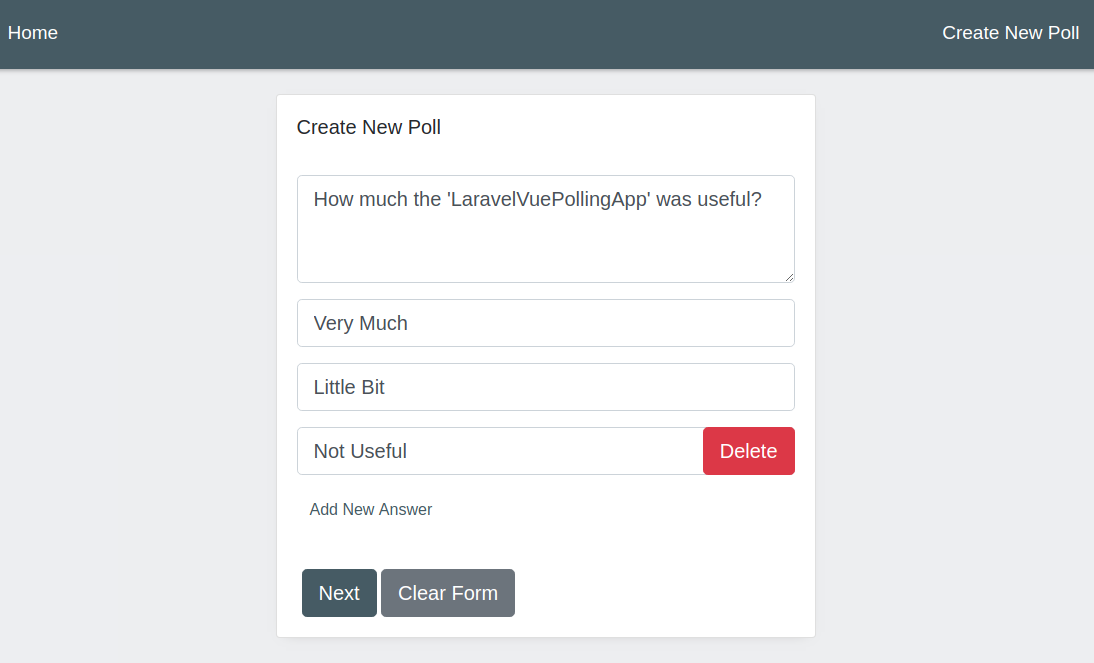 Home
Create New Poll
Create New Poll
How much the 'LaravelVuePollingApp' was useful?
Very Much
Little Bit
Not Useful
Delete
Add New Answer
Next
Clear Form